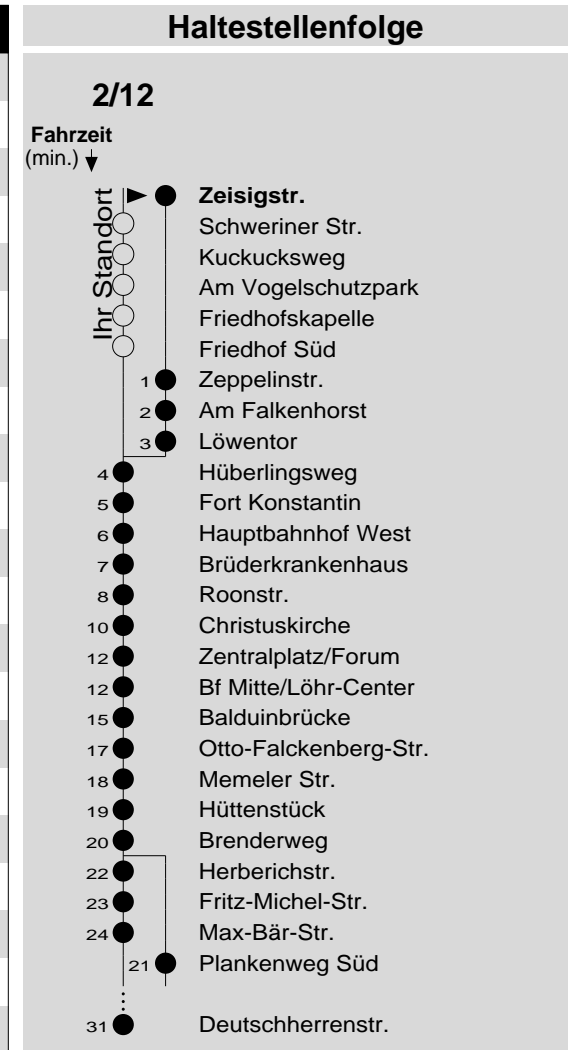 Haltestellenfolge
2/12
Fahrzeit
(min.)
Ihr Standort
Zeisigstr.
Schweriner Str.
Kuckucksweg
Am Vogelschutzpark
Friedhofskapelle
Friedhof Süd
1 Zeppelinstr.
2 Am Falkenhorst
3 Löwentor
4 Hüberlingsweg
5 Fort Konstantin
6 Hauptbahnhof West
7 Brüderkrankenhaus
8 Roonstr.
10 Christuskirche
12 Zentralplatz/Forum
12 Bf Mitte/Löhr-Center
15 Balduinbrücke
17 Otto-Falckenberg-Str.
18 Memeler Str.
19 Hüttenstück
20 Brenderweg
22 Herberichstr.
23 Fritz-Michel-Str.
24 Max-Bär-Str.
21 Plankenweg Süd
31 Deutschherrenstr.